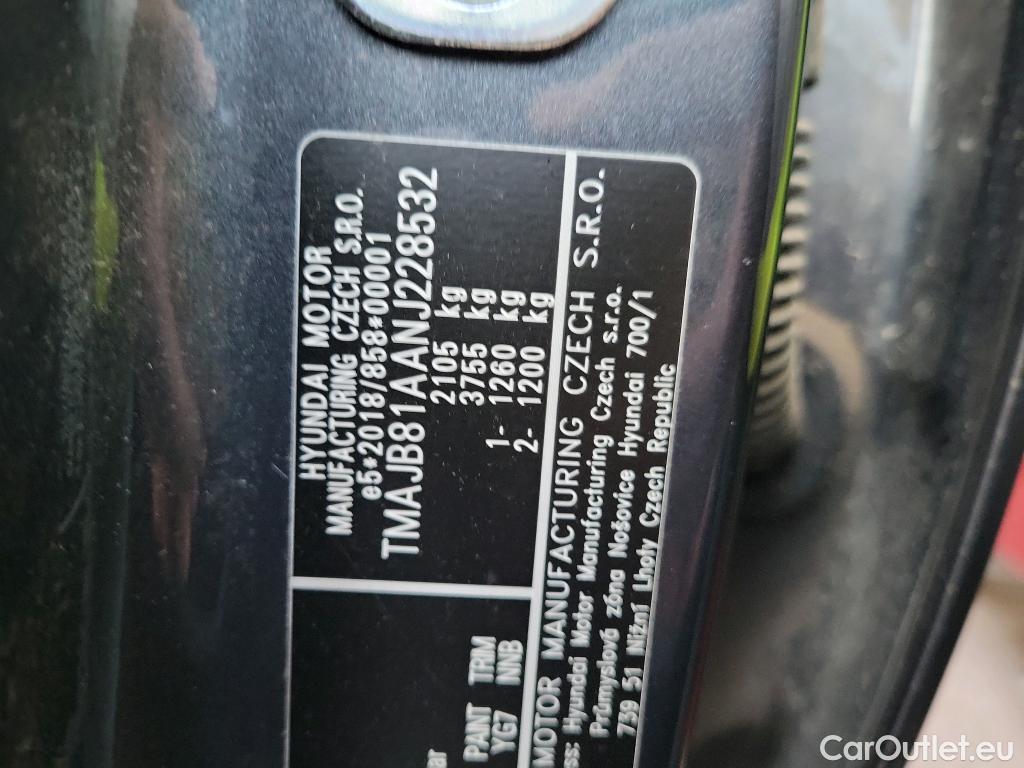 HYUNDAI MOTOR
MANUFACTURING CZECH S.R.O.
e5*2018/858*00001
TMAJB81AANJ228532
2105 kg
3755 kg
1- 1260 kg
2- 1200 kg
PAINT TRIM
YG7 NNB
MOTOR MANUFACTURING CZECH S.R.O.
Hyundai Motor Manufacturing Czech s.r.o.
Průmyslová zóna Nošovice Hyundai 700/1
739 51 Nižní Lhoty Czech Republic
CarOutlet.eu